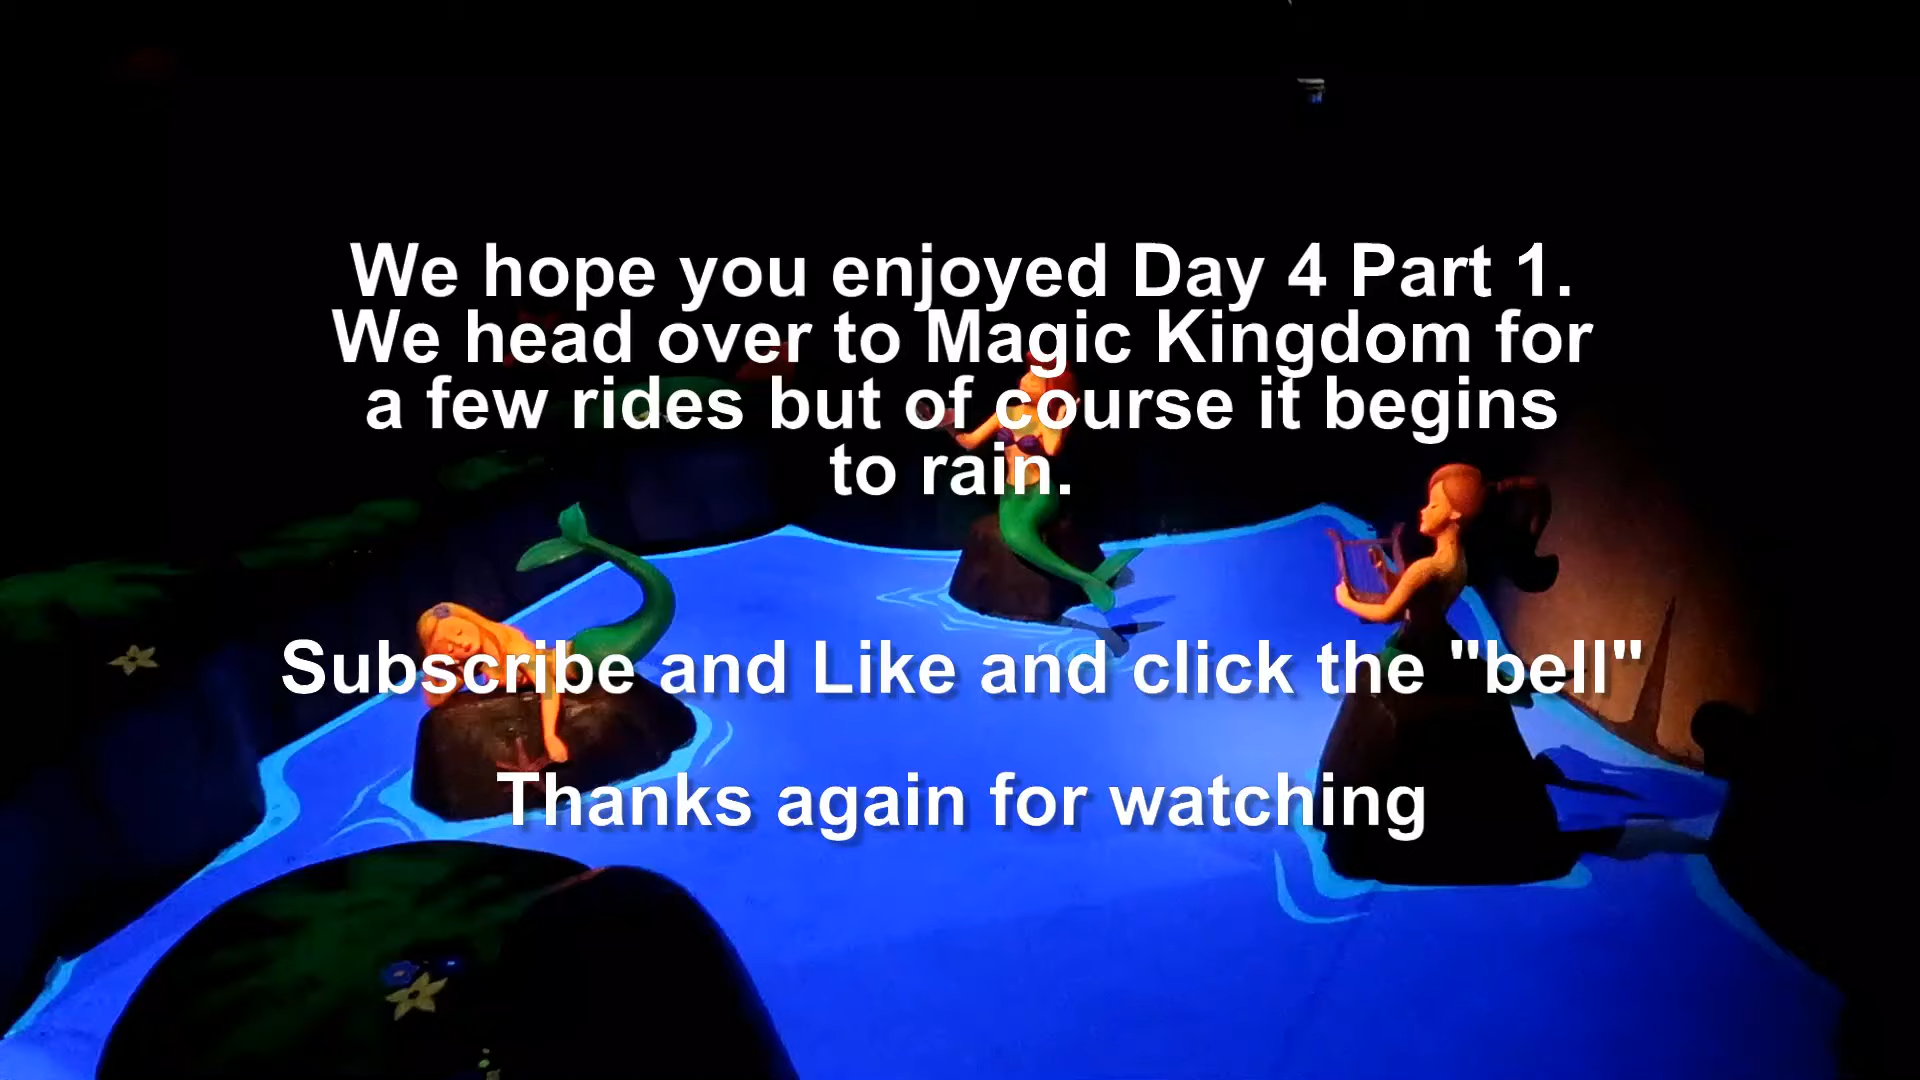 We hope you enjoyed Day 4 Part 1.
We head over to Magic Kingdom for
a few rides but of course it begins
to rain.
Subscribe and Like and click the "bell"
Thanks again for watching